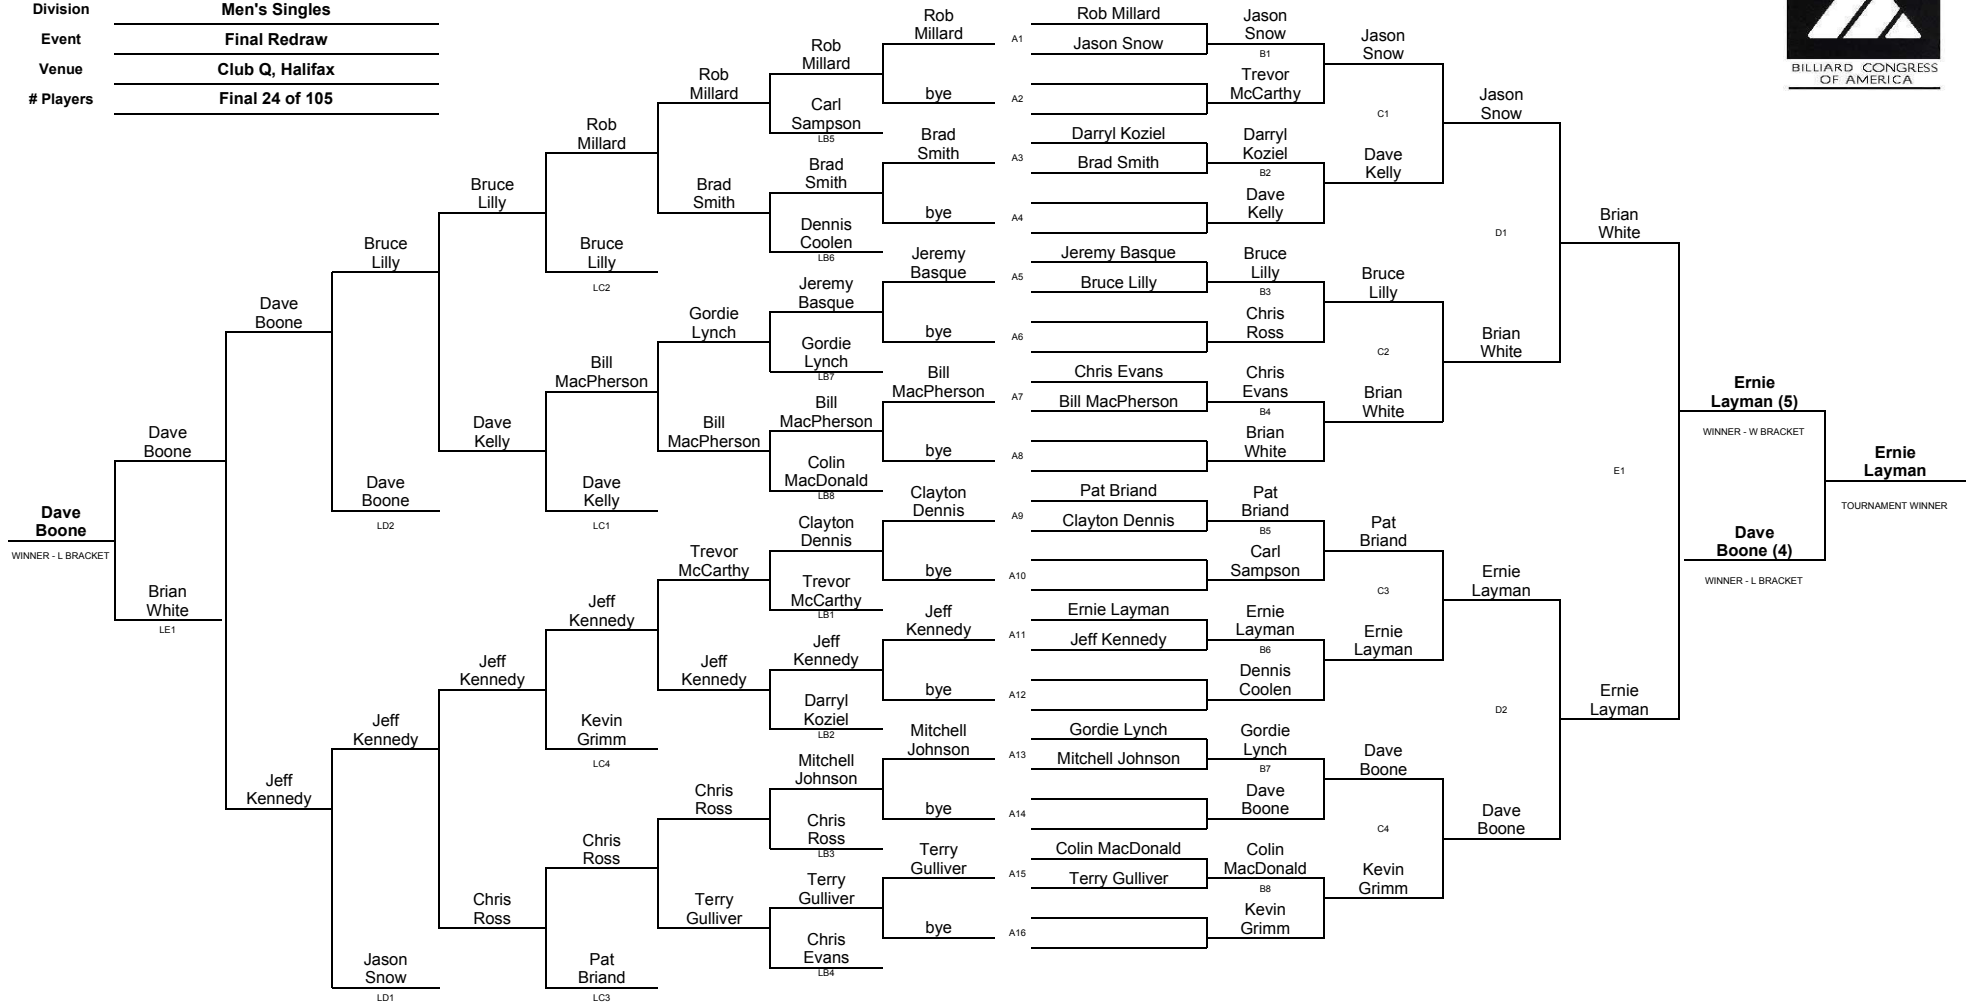 Division Men's Singles
Event Final Redraw
Venue Club Q, Halifax
# Players Final 24 of 105
BILLIARD CONGRESS
OF AMERICA
Dave
Boone
WINNER - L BRACKET
Dave
Boone
Brian
White
LE1
Dave
Boone
Jeff
Kennedy
Bruce
Lilly
Dave
Boone
LD2
Jeff
Kennedy
Jason
Snow
LD1
Bruce
Lilly
Dave
Kelly
Jeff
Kennedy
Chris
Ross
Rob
Millard
Bruce
Lilly
LC2
Bill
MacPherson
Dave
Kelly
LC1
Jeff
Kennedy
Kevin
Grimm
LC4
Chris
Ross
Pat
Briand
LC3
Rob
Millard
Brad
Smith
Gordie
Lynch
Bill
MacPherson
Trevor
McCarthy
Jeff
Kennedy
Chris
Ross
Terry
Gulliver
Rob
Millard
Carl
Sampson
LB5
Brad
Smith
Dennis
Coolen
LB6
Jeremy
Basque
Gordie
Lynch
LB7
Bill
MacPherson
Colin
MacDonald
LB8
Clayton
Dennis
Trevor
McCarthy
LB1
Jeff
Kennedy
Darryl
Koziel
LB2
Mitchell
Johnson
Chris
Ross
LB3
Terry
Gulliver
Chris
Evans
LB4
Rob
Millard
bye
Brad
Smith
bye
Jeremy
Basque
bye
Bill
MacPherson
bye
Clayton
Dennis
bye
Jeff
Kennedy
bye
Mitchell
Johnson
bye
Terry
Gulliver
bye
A1
A2
A3
A4
A5
A6
A7
A8
A9
A10
A11
A12
A13
A14
A15
A16
Rob Millard
Jason Snow
Darryl Koziel
Brad Smith
Jeremy Basque
Bruce Lilly
Chris Evans
Bill MacPherson
Pat Briand
Clayton Dennis
Ernie Layman
Jeff Kennedy
Gordie Lynch
Mitchell Johnson
Colin MacDonald
Terry Gulliver
Jason
Snow
B1
Trevor
McCarthy
Darryl
Koziel
B2
Dave
Kelly
Bruce
Lilly
B3
Chris
Ross
Chris
Evans
B4
Brian
White
Pat
Briand
B5
Carl
Sampson
Ernie
Layman
B6
Dennis
Coolen
Gordie
Lynch
B7
Dave
Boone
Colin
MacDonald
B8
Kevin
Grimm
Jason
Snow
C1
Dave
Kelly
Bruce
Lilly
C2
Brian
White
Pat
Briand
C3
Ernie
Layman
Dave
Boone
C4
Kevin
Grimm
Jason
Snow
D1
Brian
White
Ernie
Layman
D2
Dave
Boone
Brian
White
E1
Ernie
Layman
Ernie
Layman (5)
WINNER - W BRACKET
Dave
Boone (4)
WINNER - L BRACKET
Ernie
Layman
TOURNAMENT WINNER